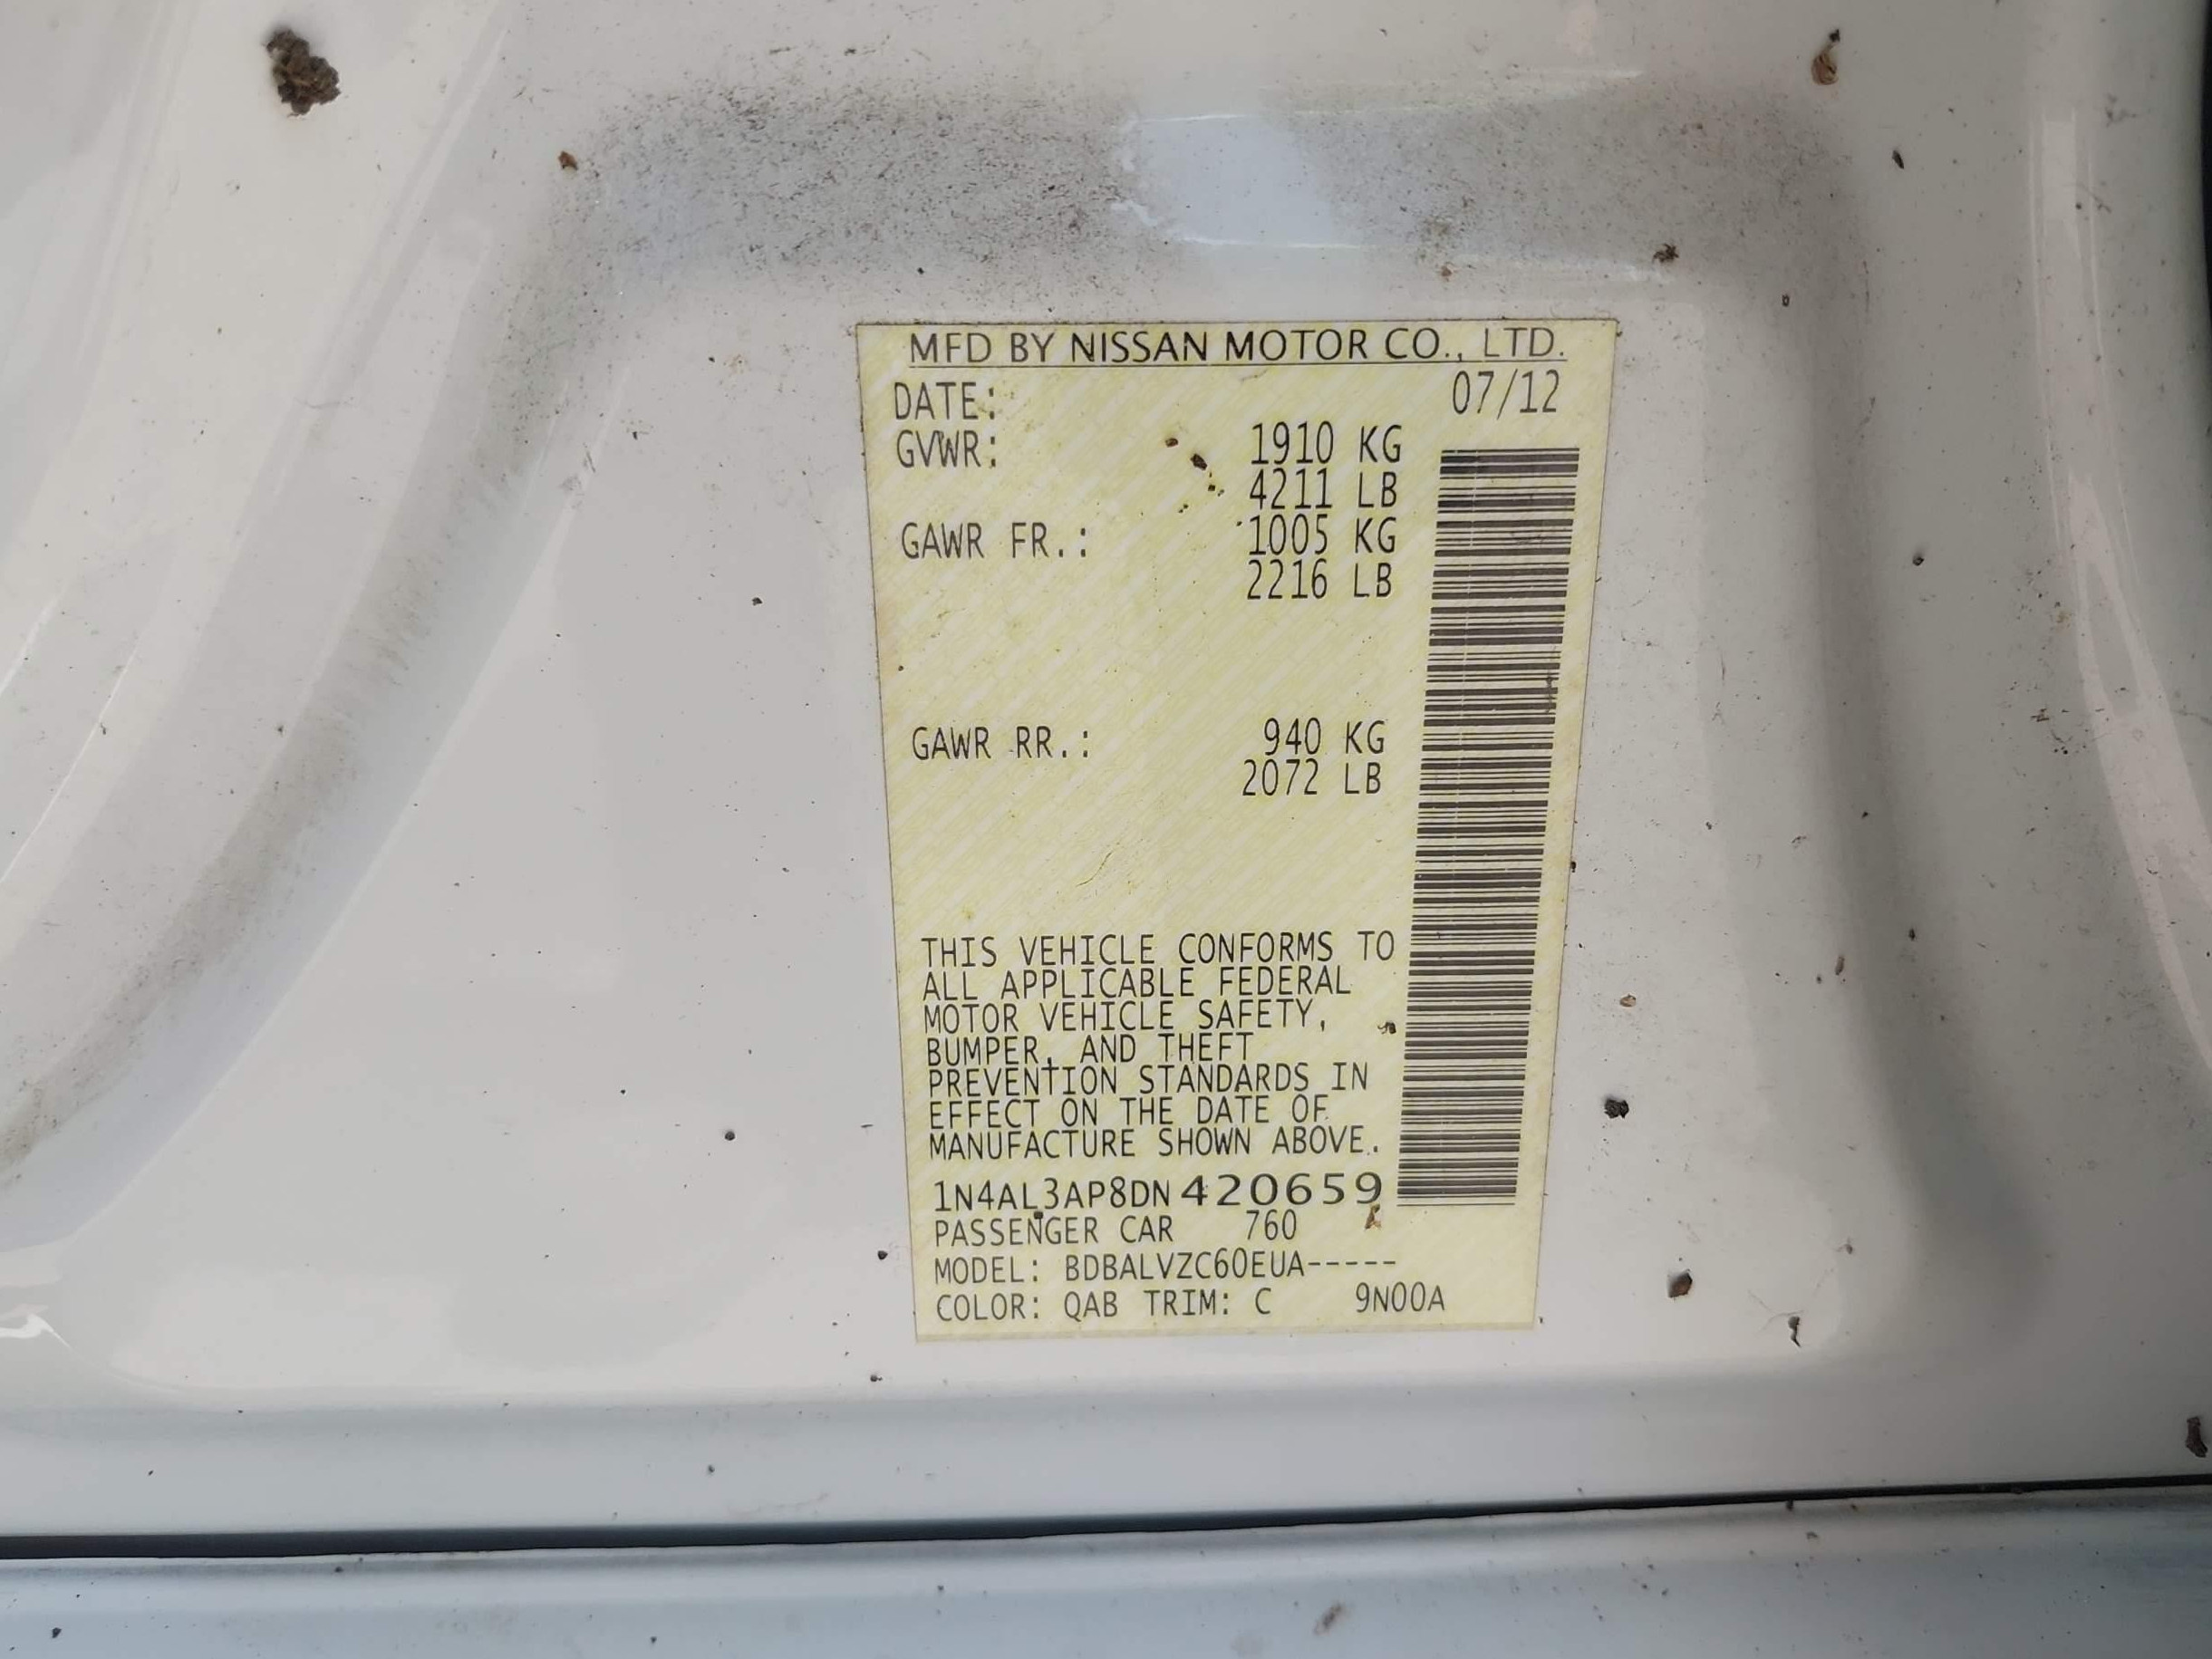 MFD BY NISSAN MOTOR CO., LTD.
DATE: 07/12
GVWR: 1910 KG
4211 LB
GAWR FR.: 1005 KG
2216 LB
GAWR RR.: 940 KG
2072 LB
THIS VEHICLE CONFORMS TO
ALL APPLICABLE FEDERAL
MOTOR VEHICLE SAFETY,
BUMPER, AND THEFT
PREVENTION STANDARDS IN
EFFECT ON THE DATE OF
MANUFACTURE SHOWN ABOVE.
1N4AL3AP8DN420659
PASSENGER CAR 760
MODEL: BDBALVZC60EUA-----
COLOR: QAB TRIM: C 9N00A